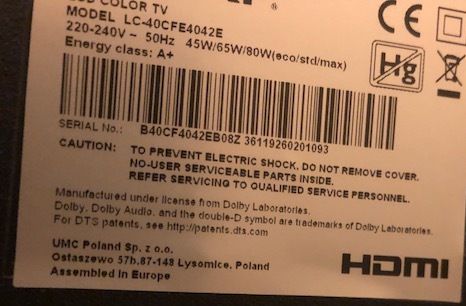 COLOR TV
MODEL LC-40CFE4042E
220-240V ~ 50Hz 45W/65W/80W(eco/std/max)
Energy class: A+
CE
Hg
SERIAL No.: B40CF4042EB08Z 36119260201093
CAUTION: TO PREVENT ELECTRIC SHOCK, DO NOT REMOVE COVER.
NO-USER SERVICEABLE PARTS INSIDE.
REFER SERVICING TO QUALIFIED SERVICE PERSONNEL.
Manufactured under license from Dolby Laboratories.
Dolby, Dolby Audio, and the double-D symbol are trademarks of Dolby Laboratories.
For DTS patents, see http://patents.dts.com
UMC Poland Sp. z o.o.
Ostaszewo 57b,87-148 Łysomice, Poland
Assembled in Europe
HDMI